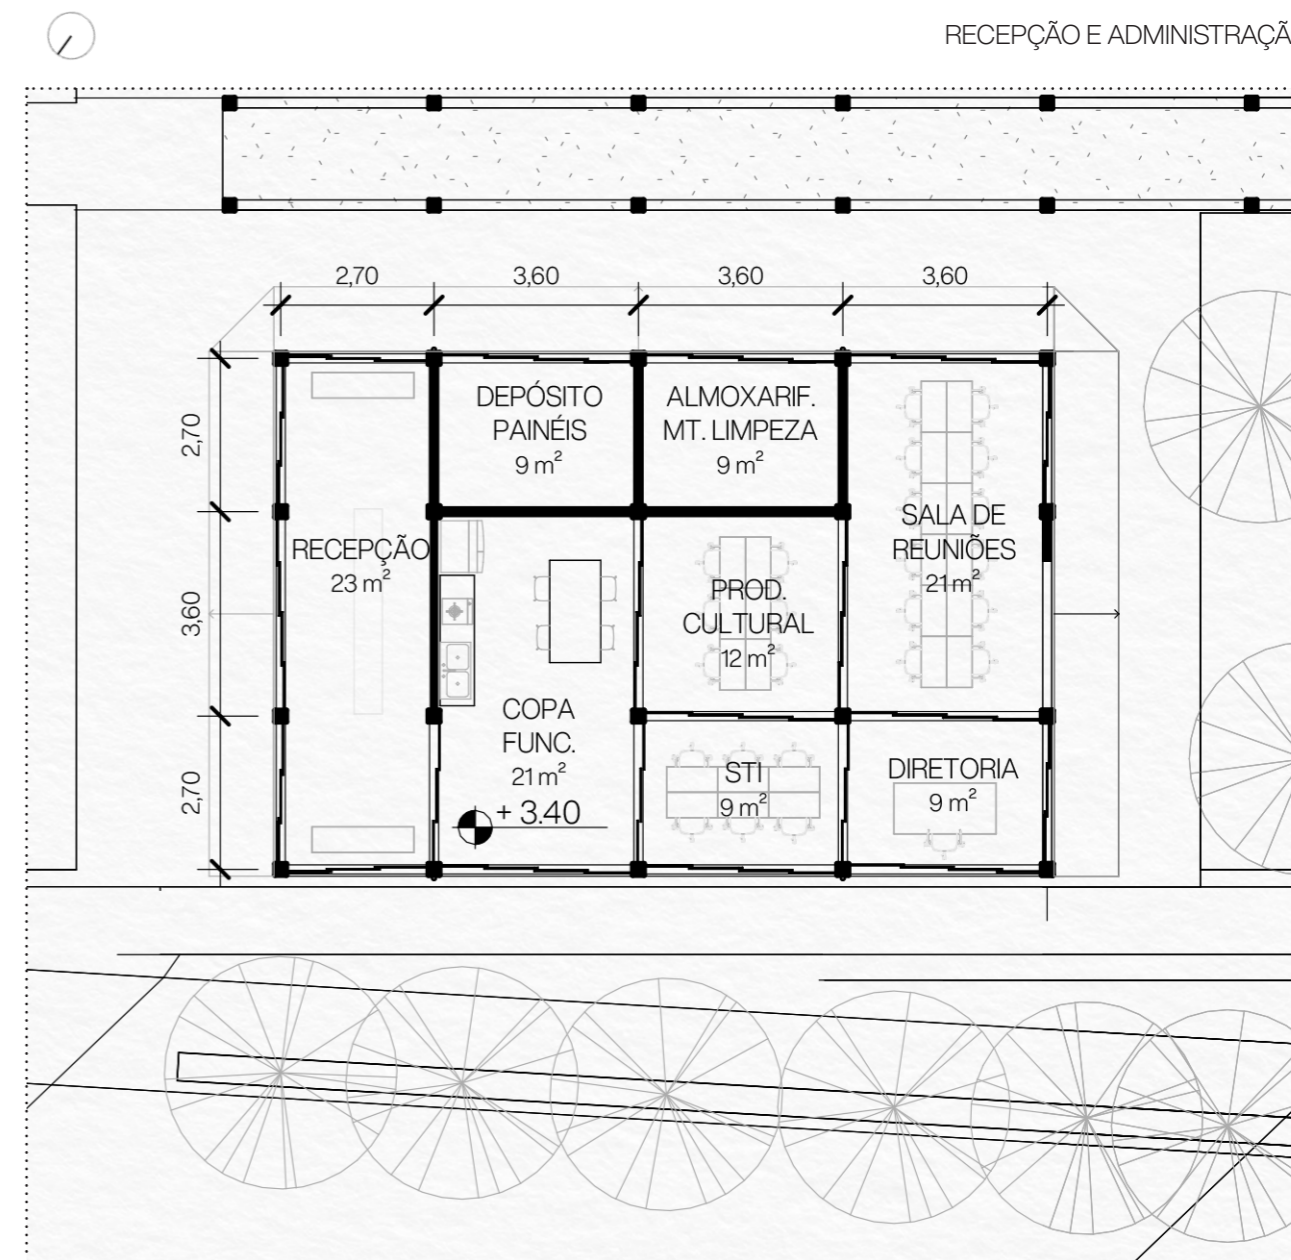 RECEPÇÃO E ADMINISTRAÇÃ
2,70
3,60
3,60
3,60
2,70
3,60
2,70
DEPÓSITO
PAINÉIS
9 m²
ALMOXARIF.
MT. LIMPEZA
9 m²
RECEPÇÃO
23 m²
SALA DE
REUNIÕES
21 m²
PROD.
CULTURAL
12 m²
COPA
FUNC.
21 m²
+ 3.40
STI
9 m²
DIRETORIA
9 m²